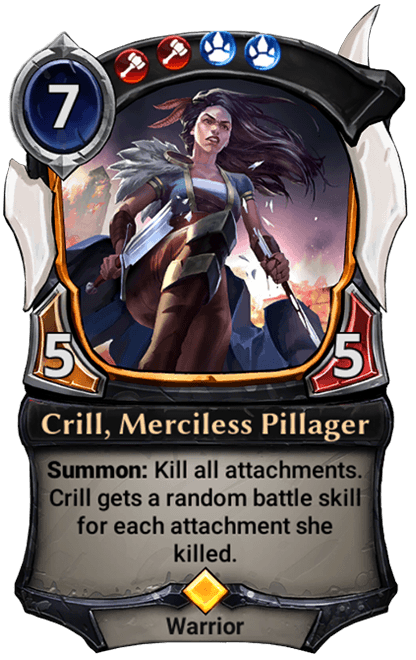 7
5
5
Crill, Merciless Pillager
Summon: Kill all attachments.
Crill gets a random battle skill
for each attachment she
killed.
Warrior